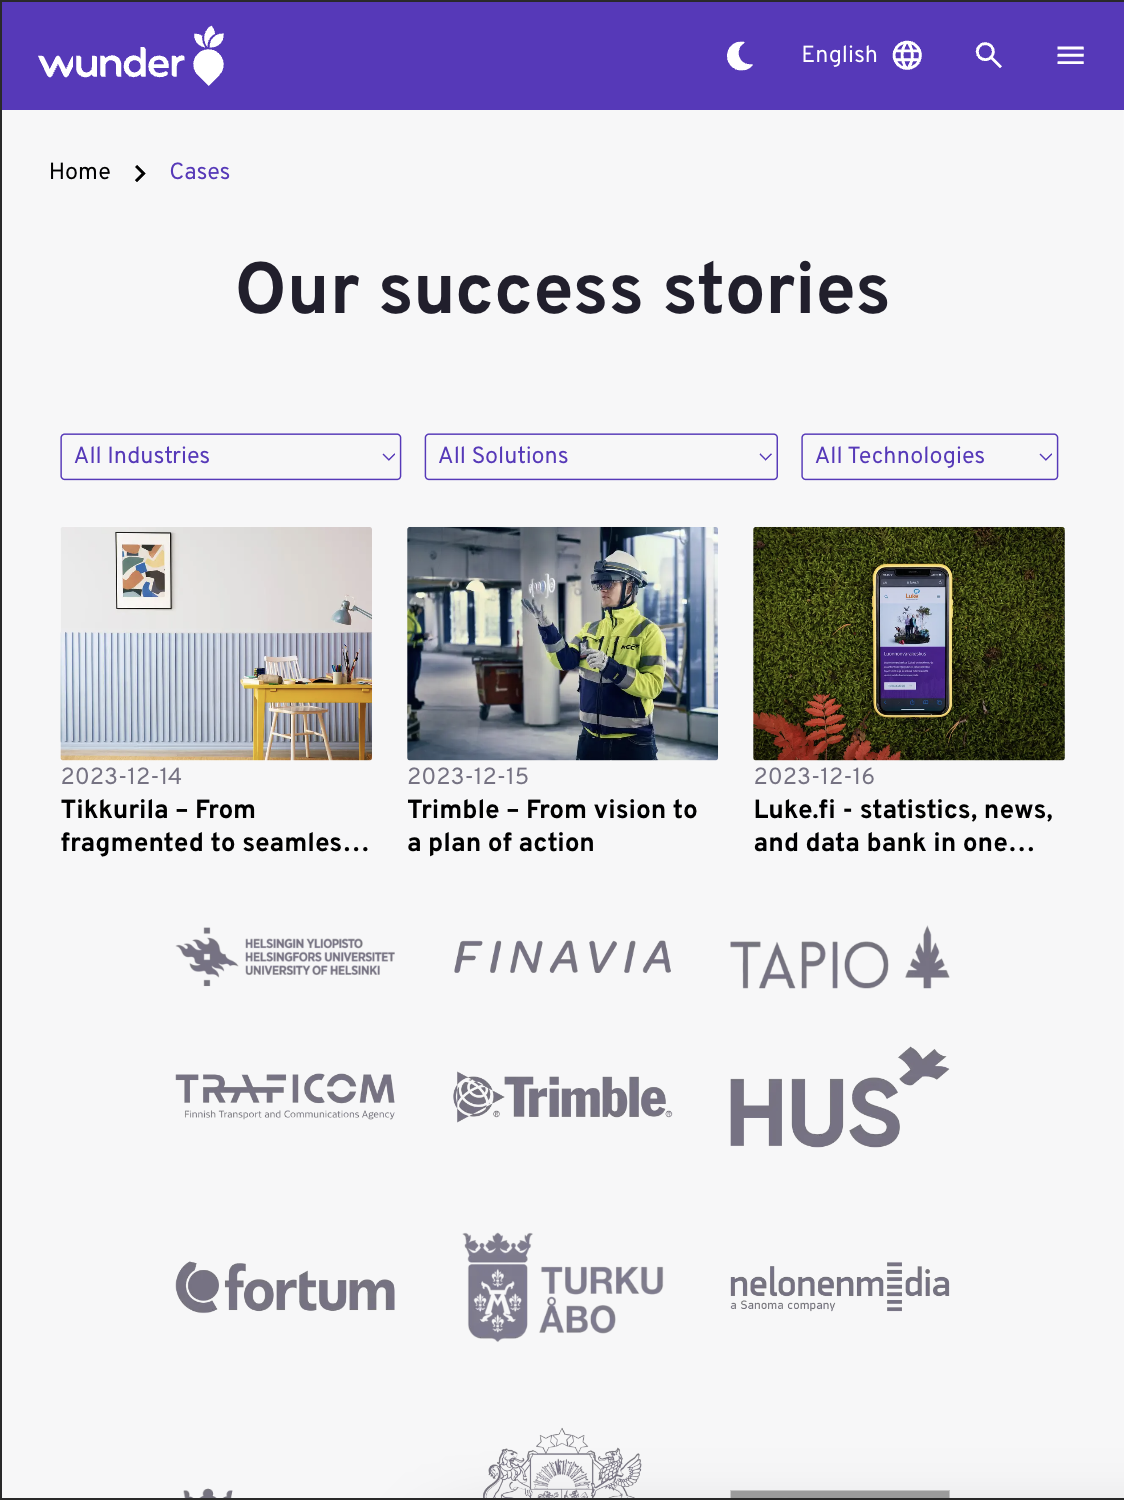 wunder
English
Home
Cases
Our success stories
All Industries
All Solutions
All Technologies
NCC
Luke
2023-12-14
Tikkurila – From
fragmented to seamles...
2023-12-15
Trimble – From vision to
a plan of action
2023-12-16
Luke.fi - statistics, news,
and data bank in one...
HELSINGIN YLIOPISTO
HELSINGFORS UNIVERSITET
UNIVERSITY OF HELSINKI
FINAVIA
TAPIO
TRAFICOM
Finnish Transport and Communications Agency
Trimble®
HUS
fortum
TURKU
ÅBO
nelonenmedia
a Sanoma company